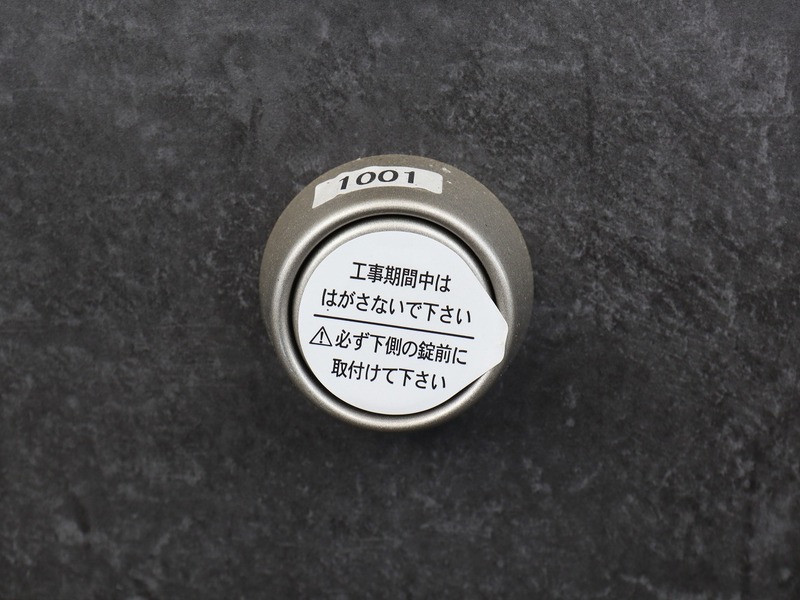 1001
工事期間中は
はがさないで下さい
⚠必ず下側の錠前に
取付けて下さい